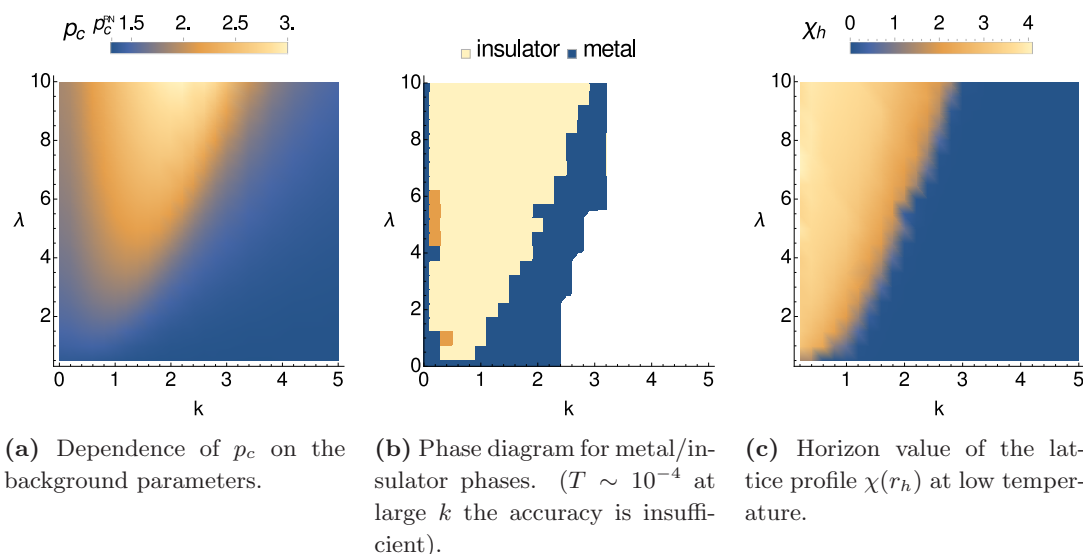 p_c p_c^RN 1.5 2. 2.5 3.
insulator metal
χ_h 0 1 2 3 4
10
8
6
λ
4
2
0 1 2 3 4 5
k
10
8
6
λ
4
2
0
0 1 2 3 4 5
k
10
8
6
λ
4
2
1 2 3 4 5
k
(a) Dependence of p_c on the
background parameters.
(b) Phase diagram for metal/in-
sulator phases. (T ∼ 10^−4 at
large k the accuracy is insuffi-
cient).
(c) Horizon value of the lat-
tice profile χ(r_h) at low temper-
ature.